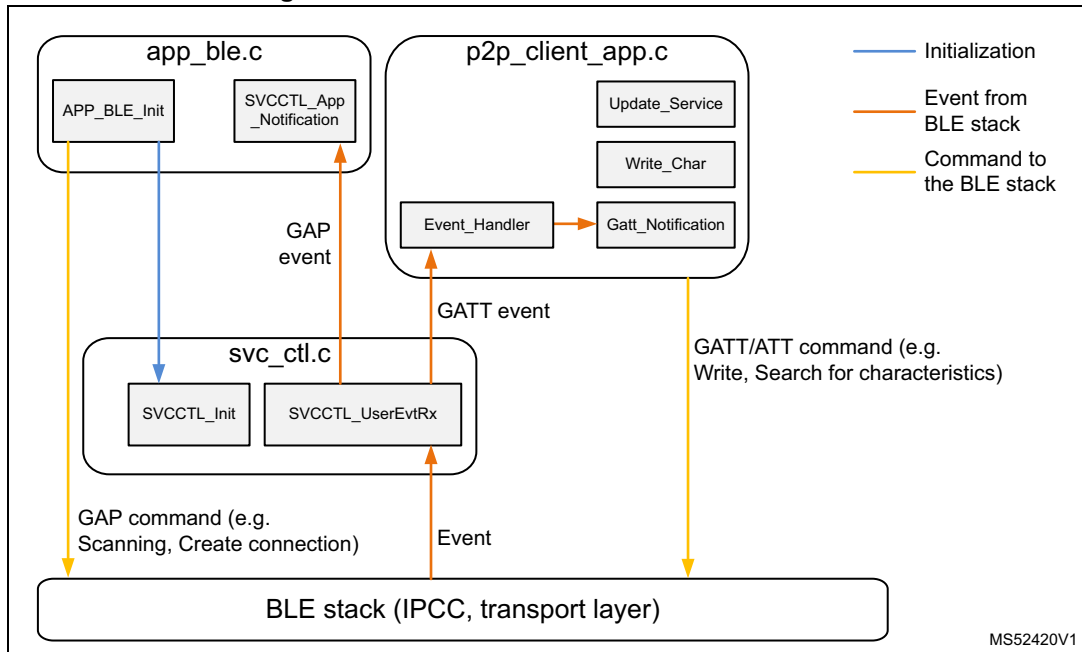 app_ble.c
APP_BLE_Init
SVCCTL_App
_Notification
p2p_client_app.c
Update_Service
Write_Char
Event_Handler
Gatt_Notification
Initialization
Event from
BLE stack
Command to
the BLE stack
GAP
event
GATT event
svc_ctl.c
SVCCTL_Init
SVCCTL_UserEvtRx
GATT/ATT command (e.g.
Write, Search for characteristics)
GAP command (e.g.
Scanning, Create connection)
Event
BLE stack (IPCC, transport layer)
MS52420V1